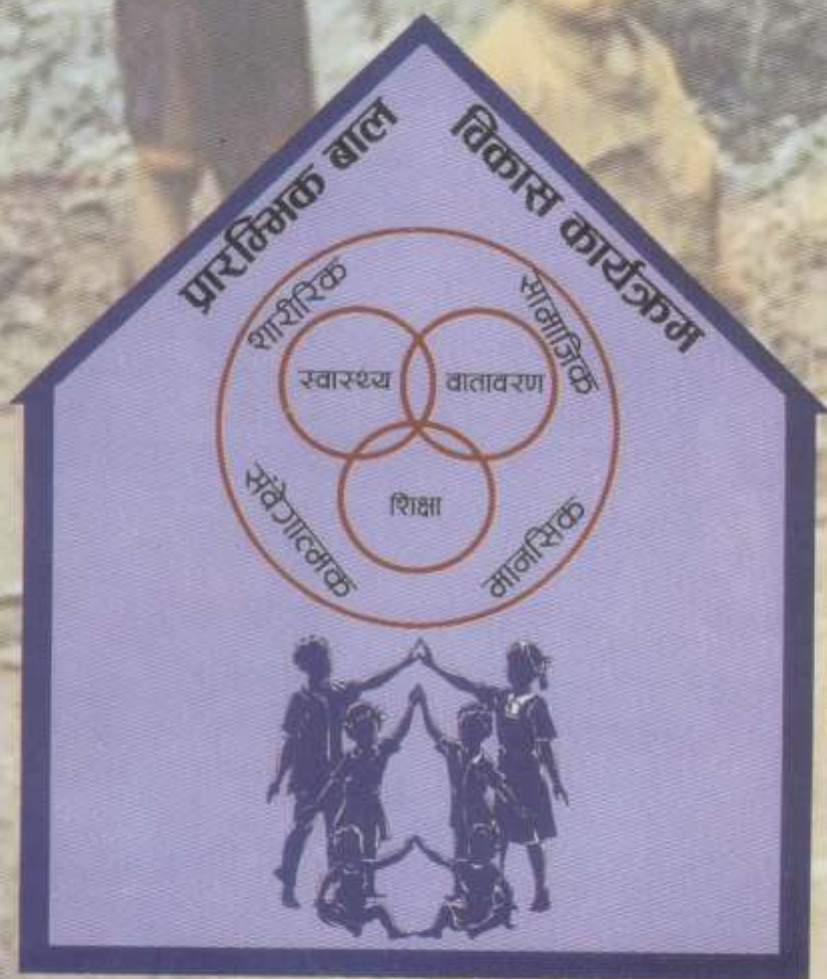 प्रारम्भिक बाल विकास कार्यक्रम
शारीरिक
सामाजिक
स्वास्थ्य
वातावरण
शिक्षा
संवेगात्मक
मानसिक